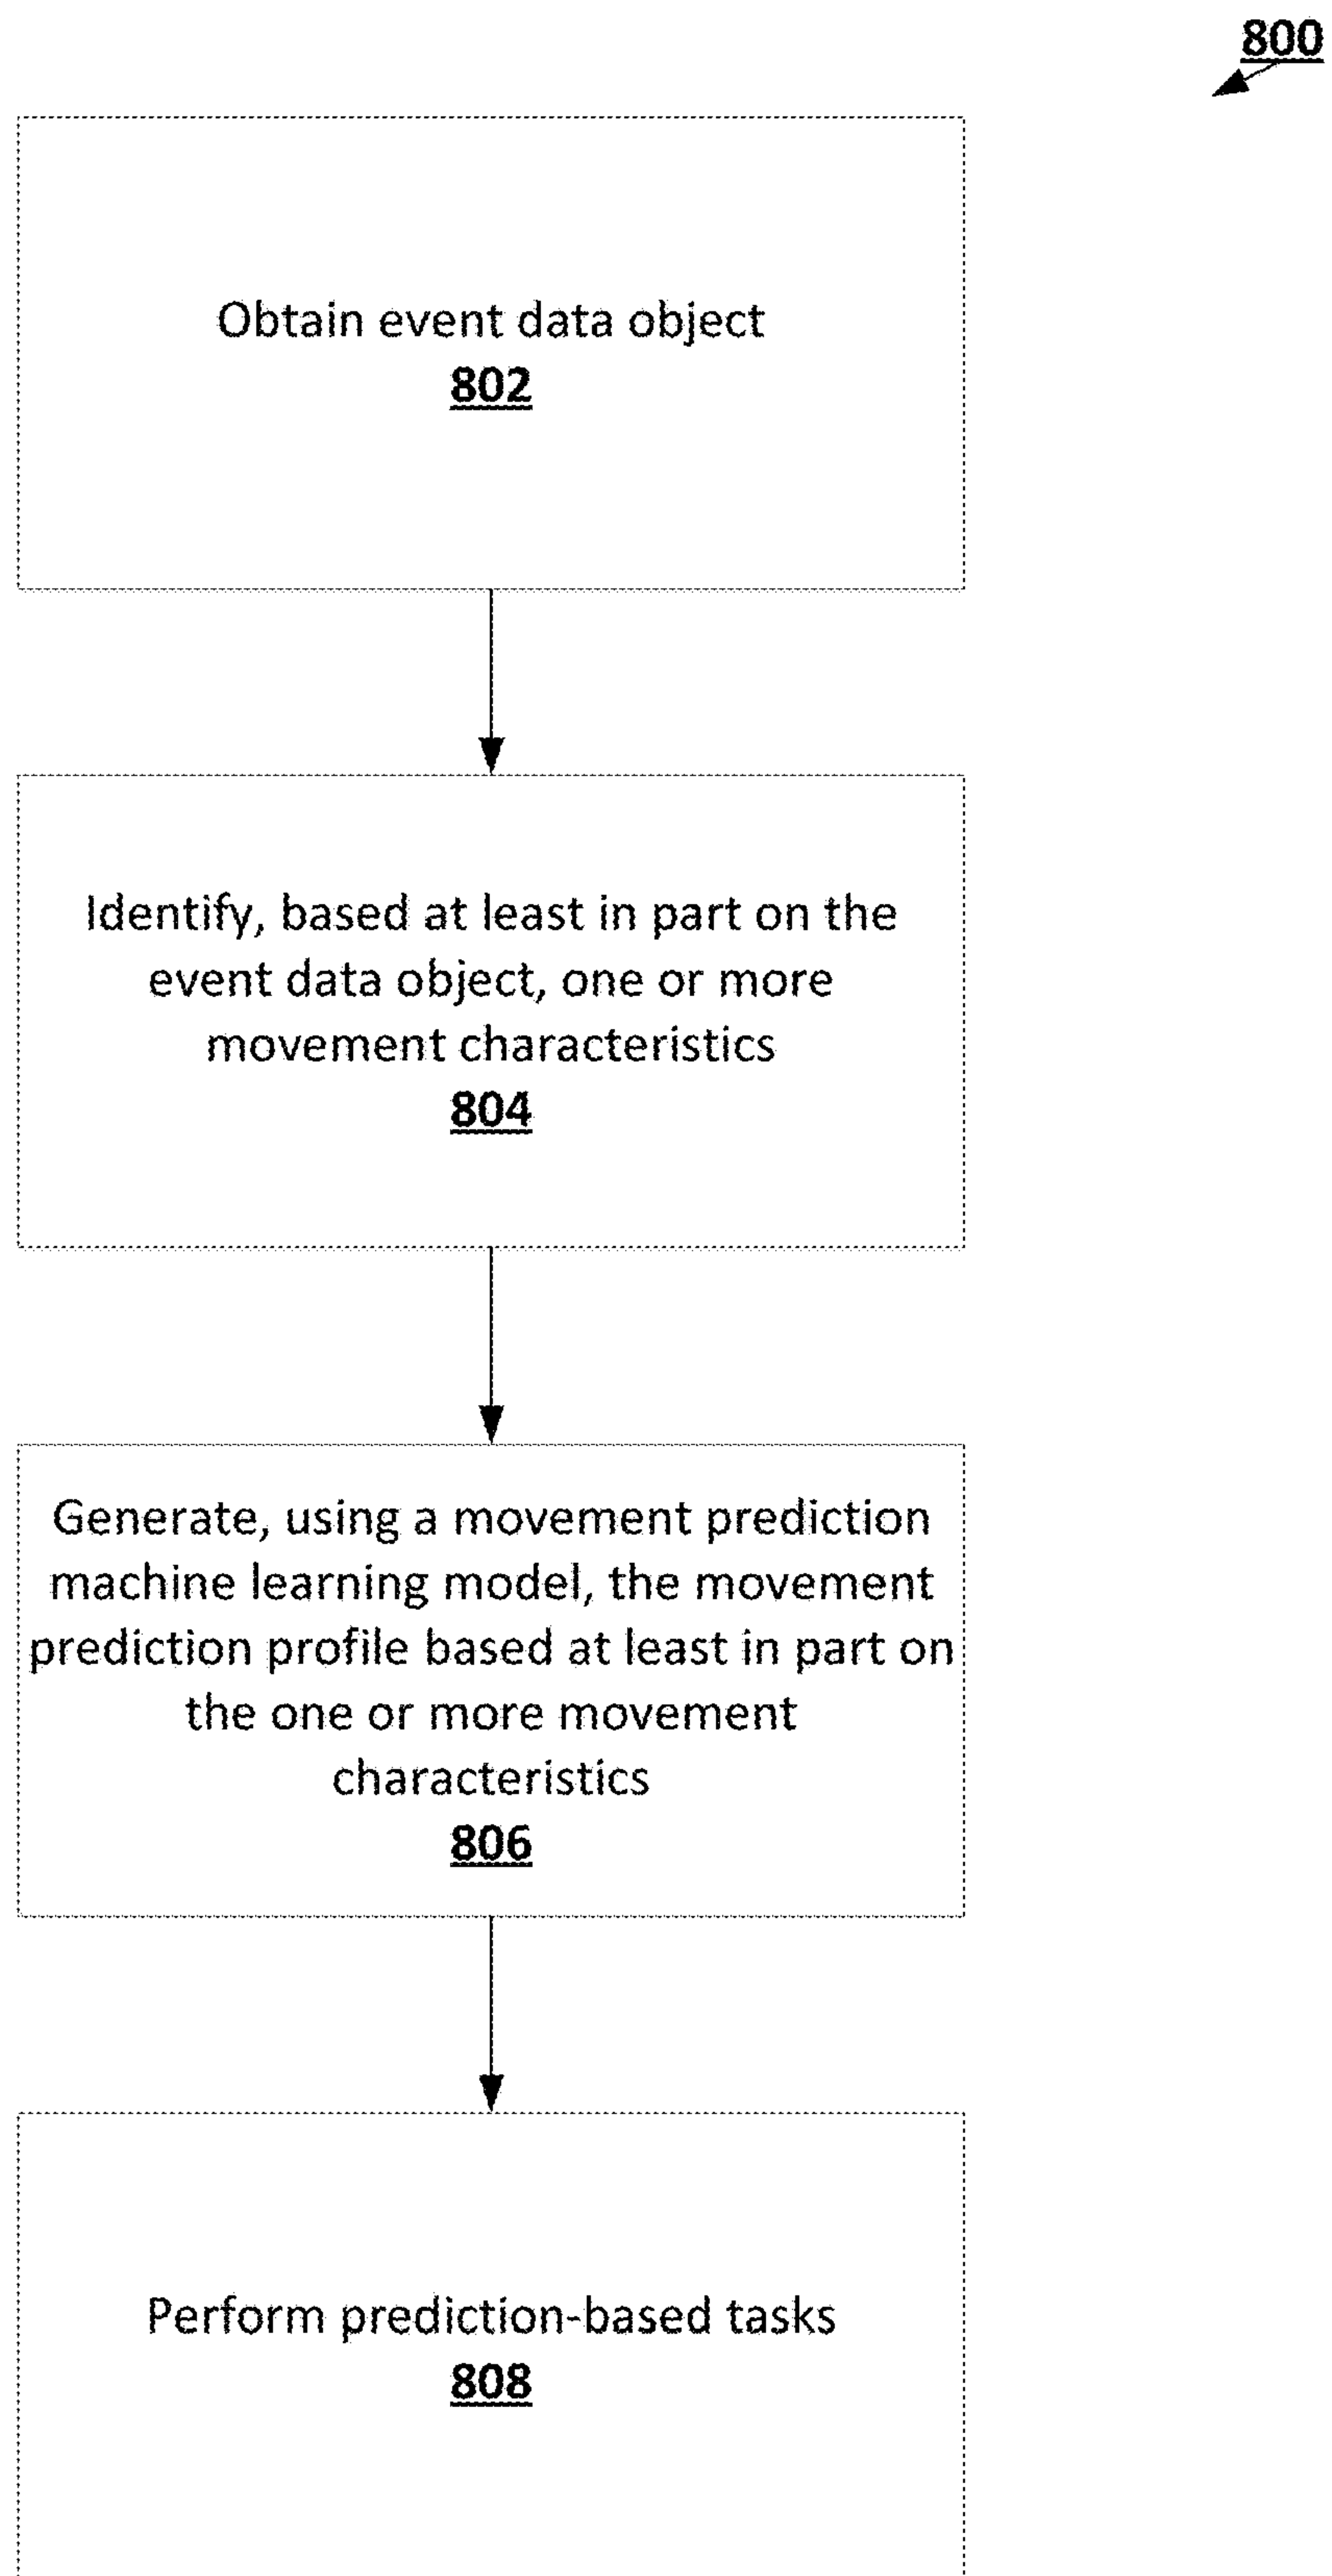 800
Obtain event data object
802
Identify, based at least in part on the
event data object, one or more
movement characteristics
804
Generate, using a movement prediction
machine learning model, the movement
prediction profile based at least in part on
the one or more movement
characteristics
806
Perform prediction-based tasks
808